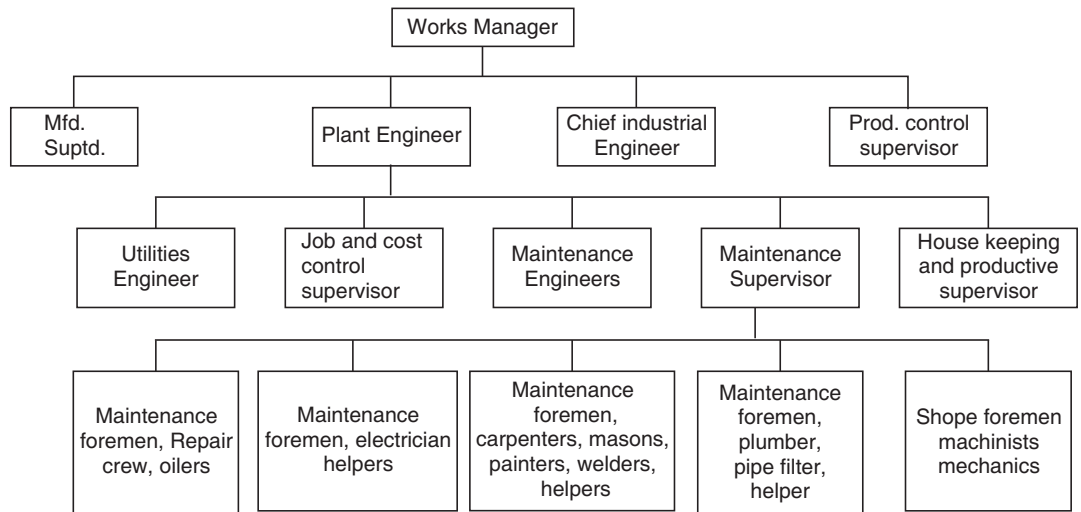 Works Manager
Mfd.
Suptd.
Plant Engineer
Chief industrial
Engineer
Prod. control
supervisor
Utilities
Engineer
Job and cost
control
supervisor
Maintenance
Engineers
Maintenance
Supervisor
House keeping
and productive
supervisor
Maintenance
foremen, Repair
crew, oilers
Maintenance
foremen, electrician
helpers
Maintenance
foremen,
carpenters, masons,
painters, welders,
helpers
Maintenance
foremen,
plumber,
pipe filter,
helper
Shope foremen
machinists
mechanics